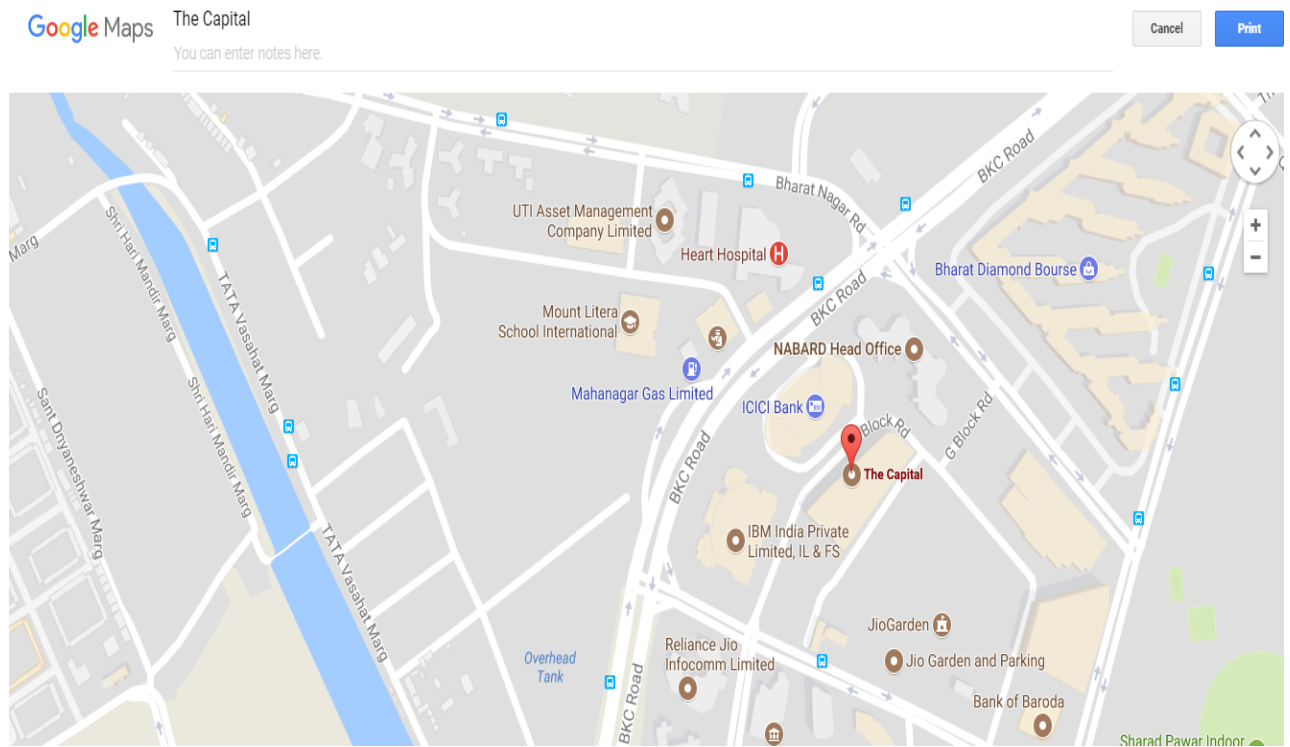 Google Maps
The Capital
You can enter notes here.
Cancel
Print
BKC Road
Bharat Nagar Rd
UTI Asset Management
Company Limited
Heart Hospital
H
Marg
Shri Hari Mandir Marg
TATA Vasahat Marg
Bharat Diamond Bourse
BKC Road
Mount Litera
School International
NABARD Head Office
Mahanagar Gas Limited
ICICI Bank
Block Rd
G Block Rd
Shri Hari Mandir Marg
Sant Dnyaneshwar Marg
BKC Road
The Capital
IBM India Private
Limited, IL & FS
TATA Vasahat Marg
JioGarden
Reliance Jio
Infocomm Limited
Jio Garden and Parking
Overhead
Tank
BKC Road
Bank of Baroda
Sharad Pawar Indoor